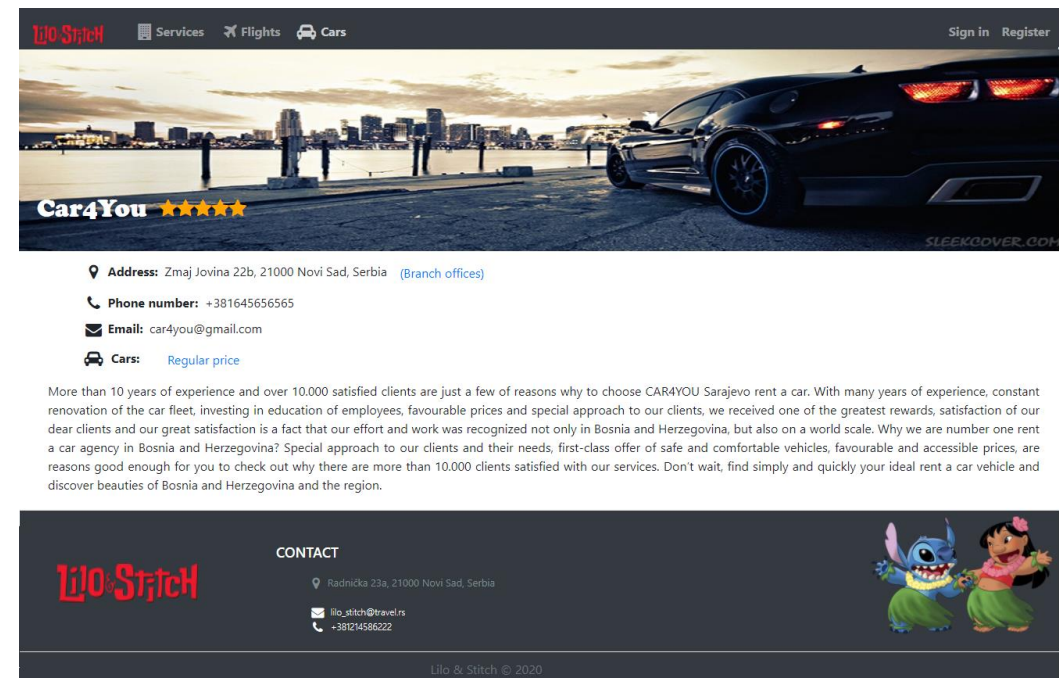 Lilo & Stitch
Services
Flights
Cars
Sign in
Register
Car4You
SLEEKCOVER.COM
Address: Zmaj Jovina 22b, 21000 Novi Sad, Serbia (Branch offices)
Phone number: +381645656565
Email: car4you@gmail.com
Cars: Regular price
More than 10 years of experience and over 10.000 satisfied clients are just a few of reasons why to choose CAR4YOU Sarajevo rent a car. With many years of experience, constant
renovation of the car fleet, investing in education of employees, favourable prices and special approach to our clients, we received one of the greatest rewards, satisfaction of our
dear clients and our great satisfaction is a fact that our effort and work was recognized not only in Bosnia and Herzegovina, but also on a world scale. Why we are number one rent
a car agency in Bosnia and Herzegovina? Special approach to our clients and their needs, first-class offer of safe and comfortable vehicles, favourable and accessible prices, are
reasons good enough for you to check out why there are more than 10.000 clients satisfied with our services. Don't wait, find simply and quickly your ideal rent a car vehicle and
discover beauties of Bosnia and Herzegovina and the region.
Lilo & Stitch
CONTACT
Radnička 23a, 21000 Novi Sad, Serbia
lilo_stitch@travel.rs
+381214586222
Lilo & Stitch © 2020